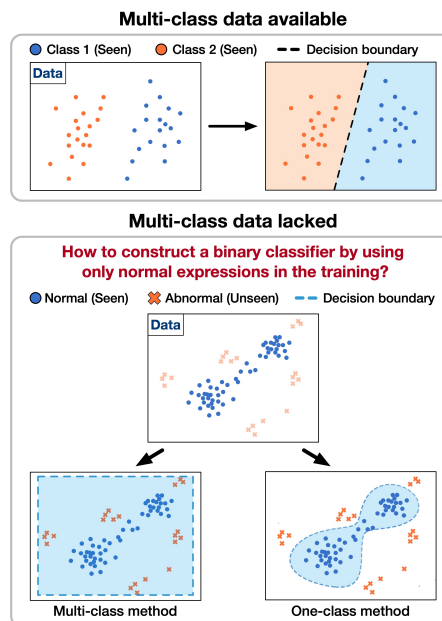 Multi-class data available
Class 1 (Seen) Class 2 (Seen) Decision boundary
Data
Multi-class data lacked
How to construct a binary classifier by using
only normal expressions in the training?
Normal (Seen) Abnormal (Unseen) Decision boundary
Data
Multi-class method One-class method